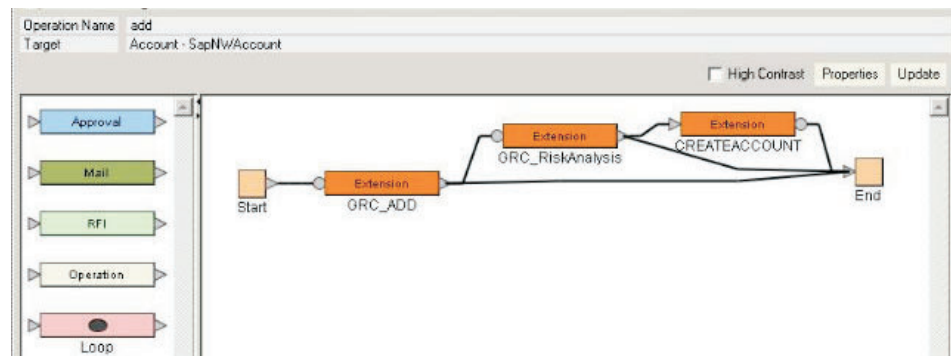 Operation Name add
Target Account - SapNWAccount
High Contrast Properties Update
Approval
Mail
RFI
Operation
Loop
Start
Extension
GRC_ADD
Extension
GRC_RiskAnalysis
Extension
CREATEACCOUNT
End